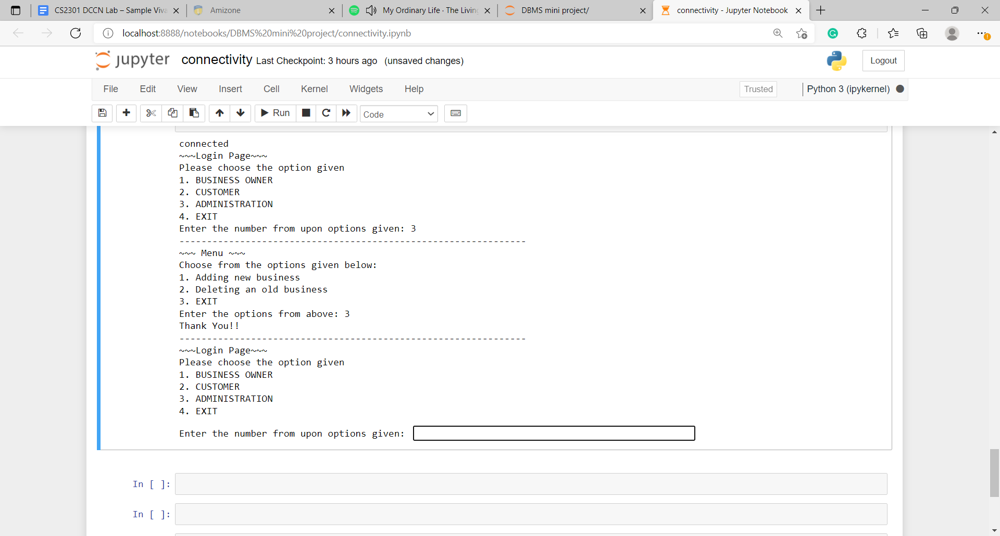 CS2301 DCCN Lab – Sample Viva
Amizone
My Ordinary Life · The Living
DBMS mini project/
connectivity - Jupyter Notebook
localhost:8888/notebooks/DBMS%20mini%20project/connectivity.ipynb
jupyter connectivity Last Checkpoint: 3 hours ago (unsaved changes)
Logout
File Edit View Insert Cell Kernel Widgets Help
Trusted
Python 3 (ipykernel)
Run
Code
connected
~~~Login Page~~~
Please choose the option given
1. BUSINESS OWNER
2. CUSTOMER
3. ADMINISTRATION
4. EXIT
Enter the number from upon options given: 3
---------------------------------------------------------------
~~~ Menu ~~~
Choose from the options given below:
1. Adding new business
2. Deleting an old business
3. EXIT
Enter the options from above: 3
Thank You!!
---------------------------------------------------------------
~~~Login Page~~~
Please choose the option given
1. BUSINESS OWNER
2. CUSTOMER
3. ADMINISTRATION
4. EXIT
Enter the number from upon options given:
In [ ]:
In [ ]: